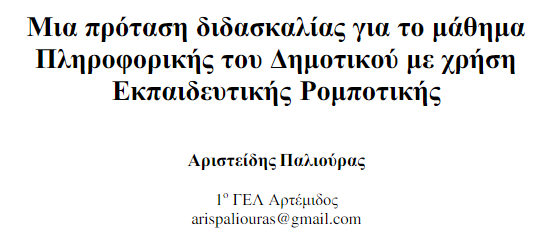 Μια πρόταση διδασκαλίας για το μάθημα
Πληροφορικής του Δημοτικού με χρήση
Εκπαιδευτικής Ρομποτικής
Αριστείδης Παλιούρας
1ο ΓΕΛ Αρτέμιδος
arispaliouras@gmail.com